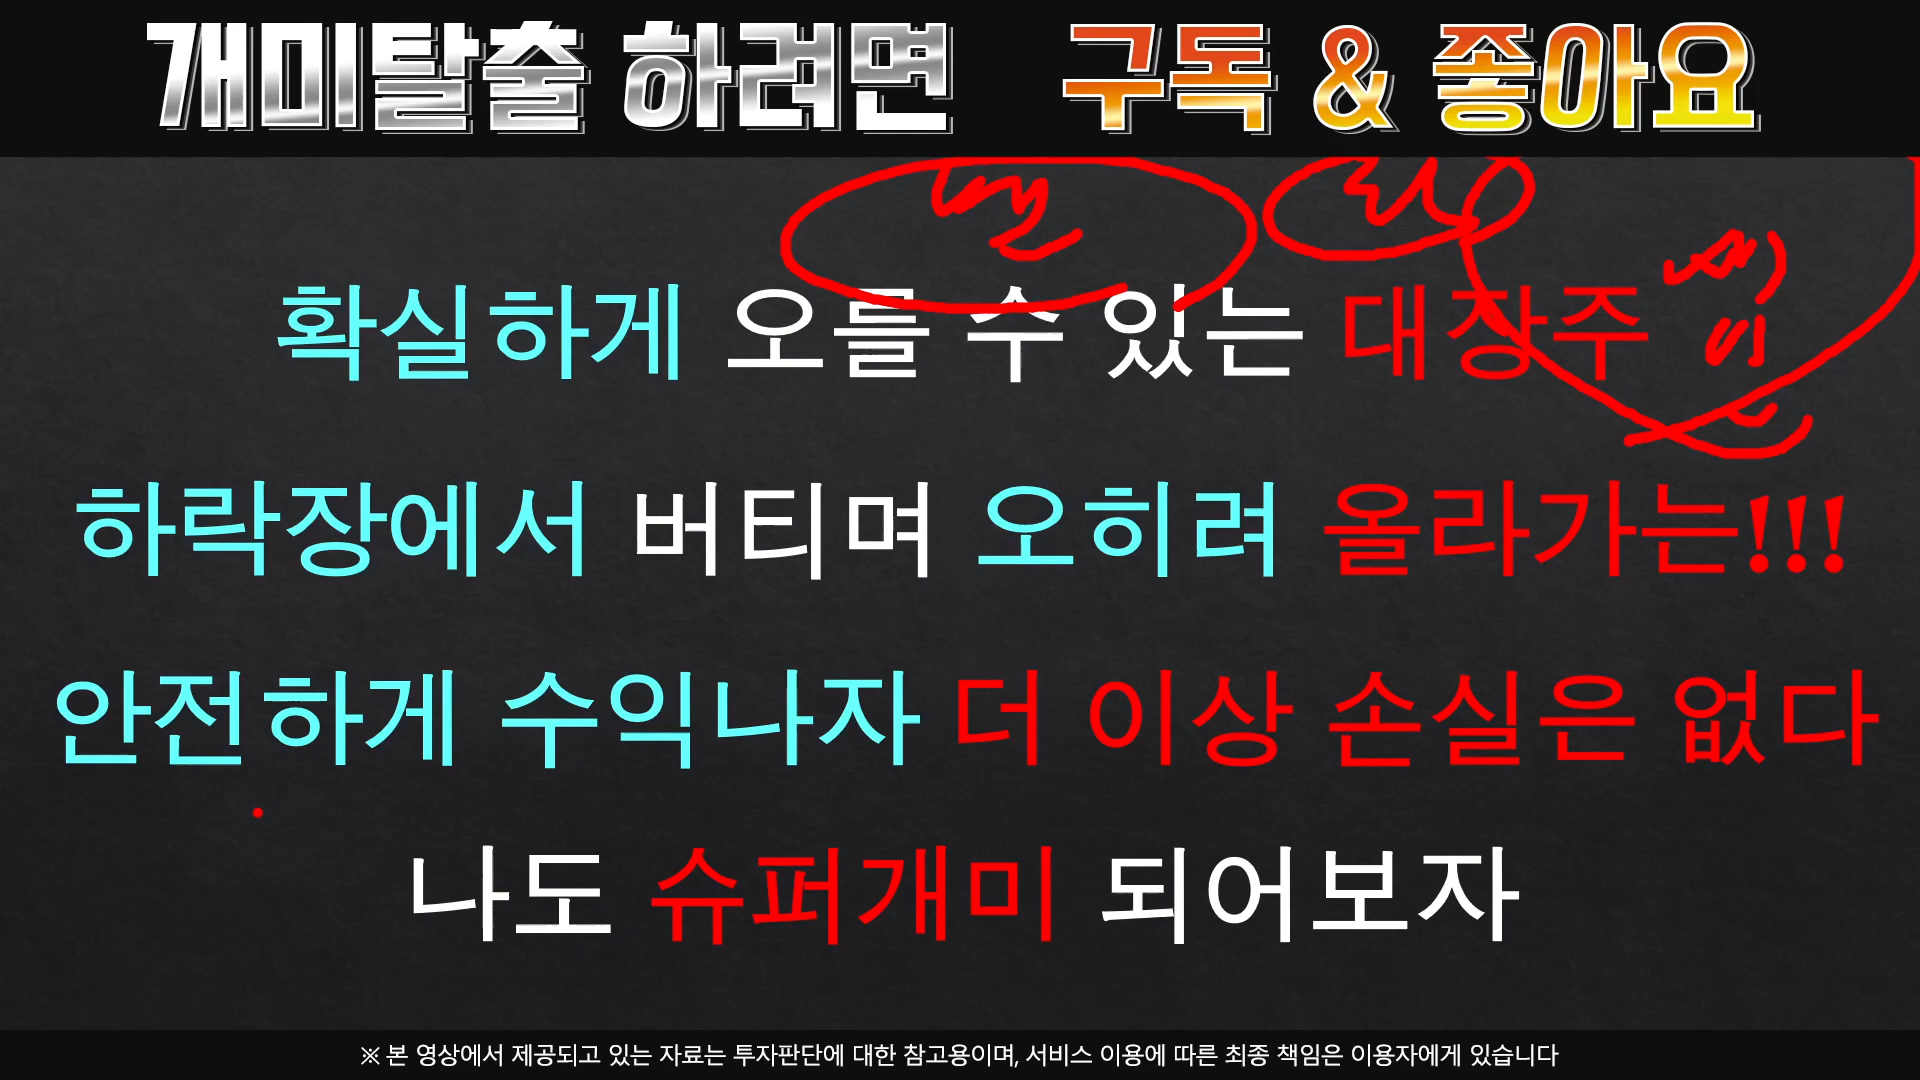 개미탈출 하려면 구독 & 좋아요
확실하게 오를 수 있는 대장주
하락장에서 버티며 오히려 올라가는!!!
안전하게 수익나자 더 이상 손실은 없다
나도 슈퍼개미 되어보자
※ 본 영상에서 제공되고 있는 자료는 투자판단에 대한 참고용이며, 서비스 이용에 따른 최종 책임은 이용자에게 있습니다